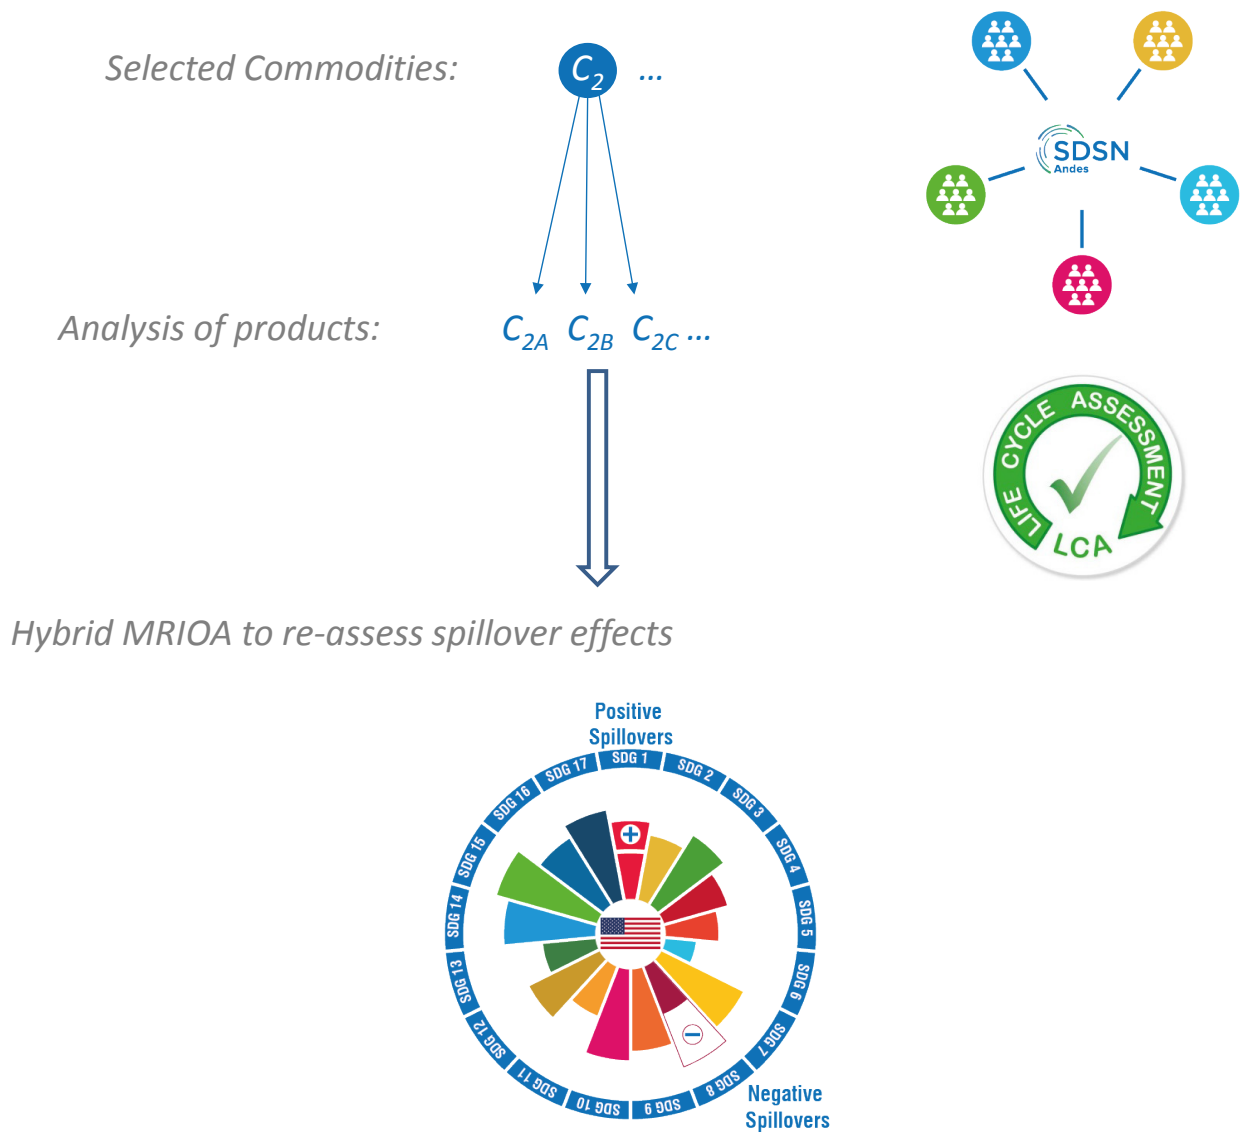 Selected Commodities: C2 ...
SDSN
Andes
Analysis of products: C2A C2B C2C ...
LIFE CYCLE ASSESSMENT
LCA
Hybrid MRIOA to re-assess spillover effects
Positive
Spillovers
SDG 1
SDG 2
SDG 3
SDG 4
SDG 5
SDG 6
SDG 7
SDG 8
SDG 9
SDG 10
SDG 11
SDG 12
SDG 13
SDG 14
SDG 15
SDG 16
SDG 17
Negative
Spillovers